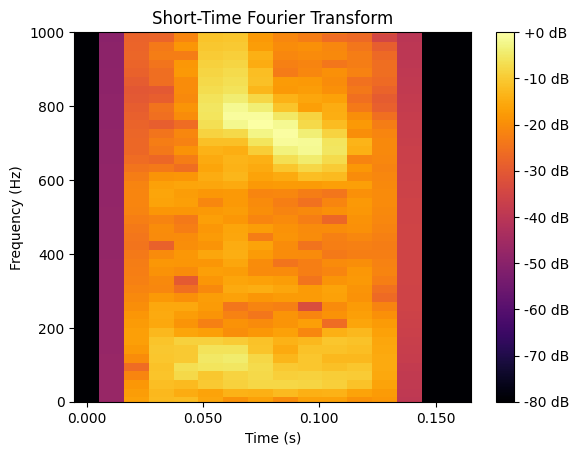 Short-Time Fourier Transform
1000
800
600
400
200
0
Frequency (Hz)
0.000
0.050
0.100
0.150
Time (s)
+0 dB
-10 dB
-20 dB
-30 dB
-40 dB
-50 dB
-60 dB
-70 dB
-80 dB